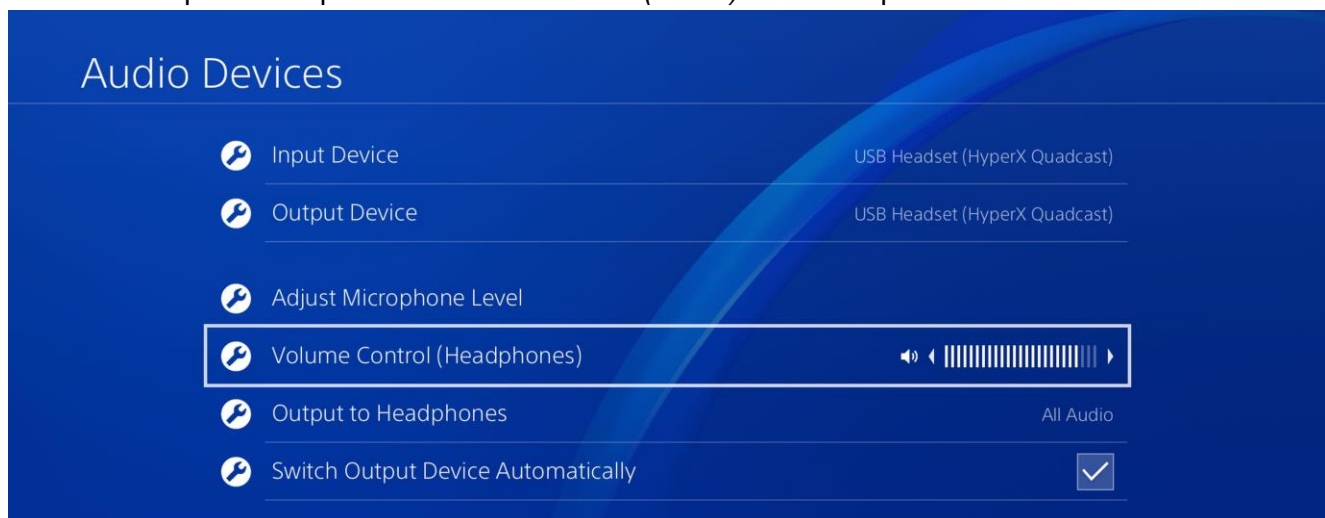 Audio Devices
Input Device USB Headset (HyperX Quadcast)
Output Device USB Headset (HyperX Quadcast)
Adjust Microphone Level
Volume Control (Headphones)
Output to Headphones All Audio
Switch Output Device Automatically